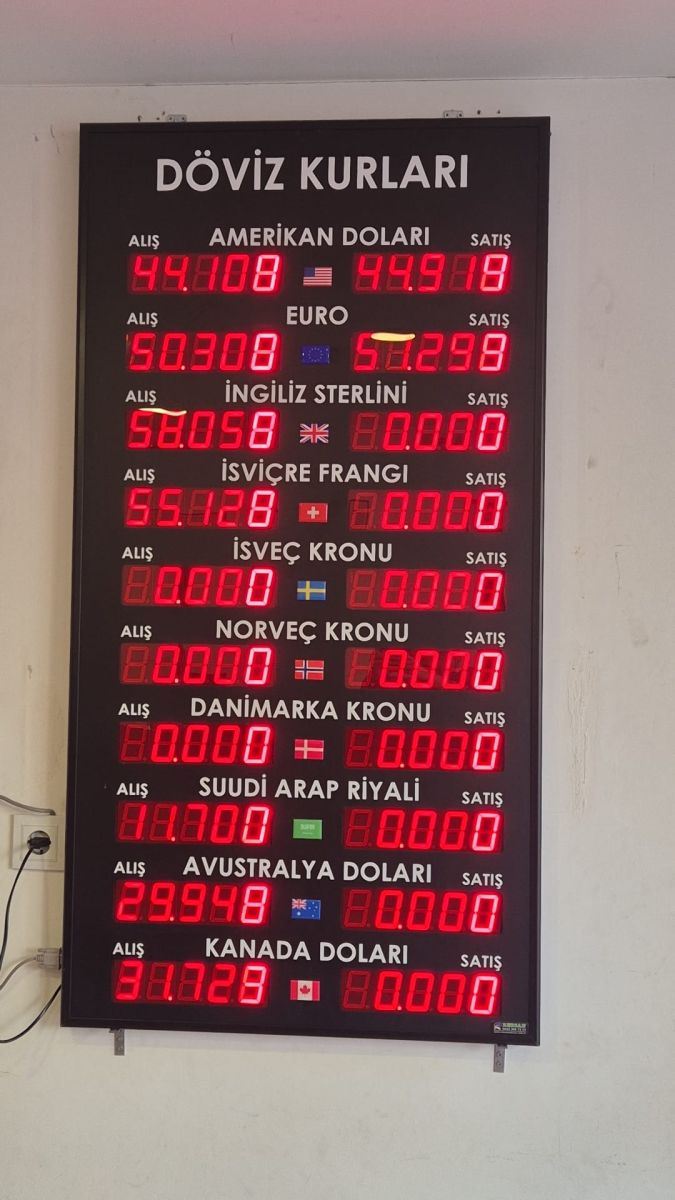 DÖVİZ KURLARI
ALIŞ AMERİKAN DOLARI SATIŞ
44.108 44.918
ALIŞ EURO SATIŞ
50.308 51.298
ALIŞ İNGİLİZ STERLİNİ SATIŞ
58.058 0.000
ALIŞ İSVİÇRE FRANGI SATIŞ
55.128 0.000
ALIŞ İSVEÇ KRONU SATIŞ
0.000 0.000
ALIŞ NORVEÇ KRONU SATIŞ
0.000 0.000
ALIŞ DANİMARKA KRONU SATIŞ
0.000 0.000
ALIŞ SUUDİ ARAP RİYALİ SATIŞ
11.700 0.000
ALIŞ AVUSTRALYA DOLARI SATIŞ
29.948 0.000
ALIŞ KANADA DOLARI SATIŞ
31.729 0.000